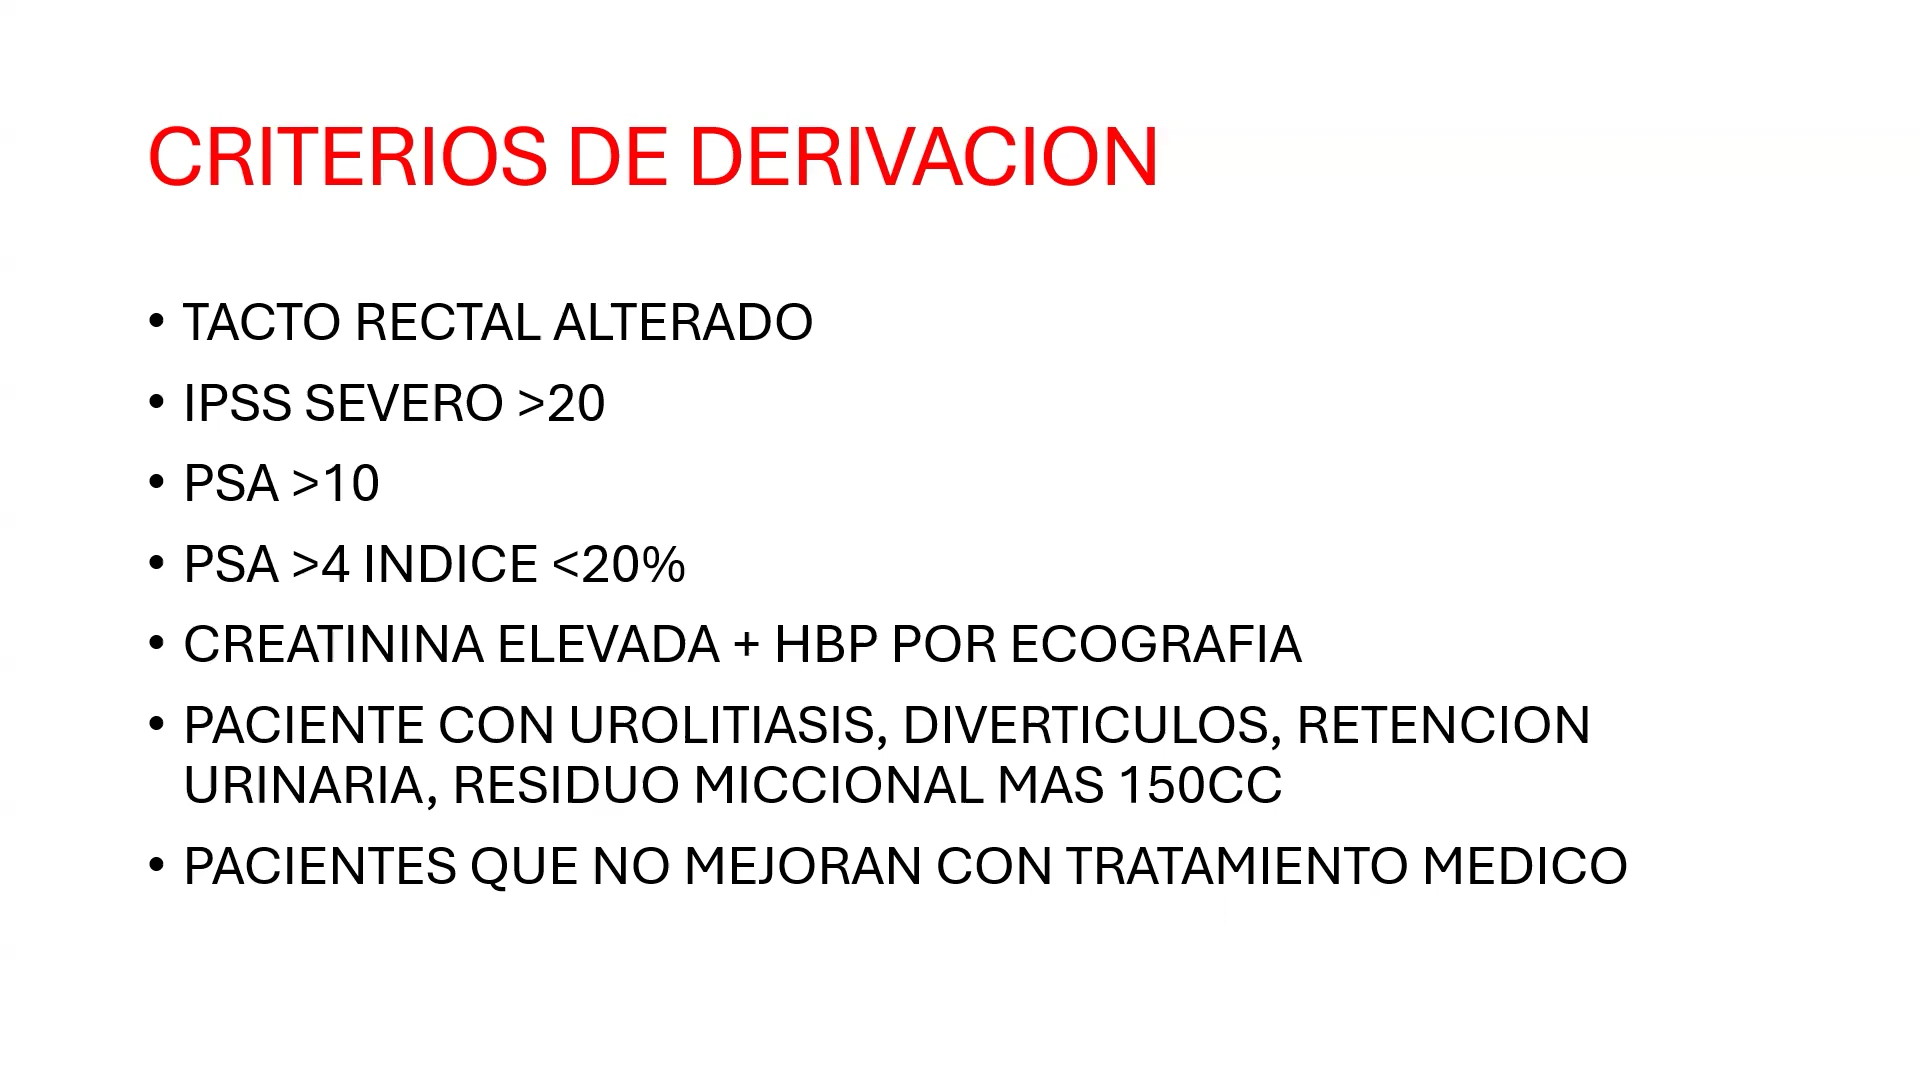 CRITERIOS DE DERIVACION
• TACTO RECTAL ALTERADO
• IPSS SEVERO >20
• PSA >10
• PSA >4 INDICE <20%
• CREATININA ELEVADA + HBP POR ECOGRAFIA
• PACIENTE CON UROLITIASIS, DIVERTICULOS, RETENCION
URINARIA, RESIDUO MICCIONAL MAS 150CC
• PACIENTES QUE NO MEJORAN CON TRATAMIENTO MEDICO